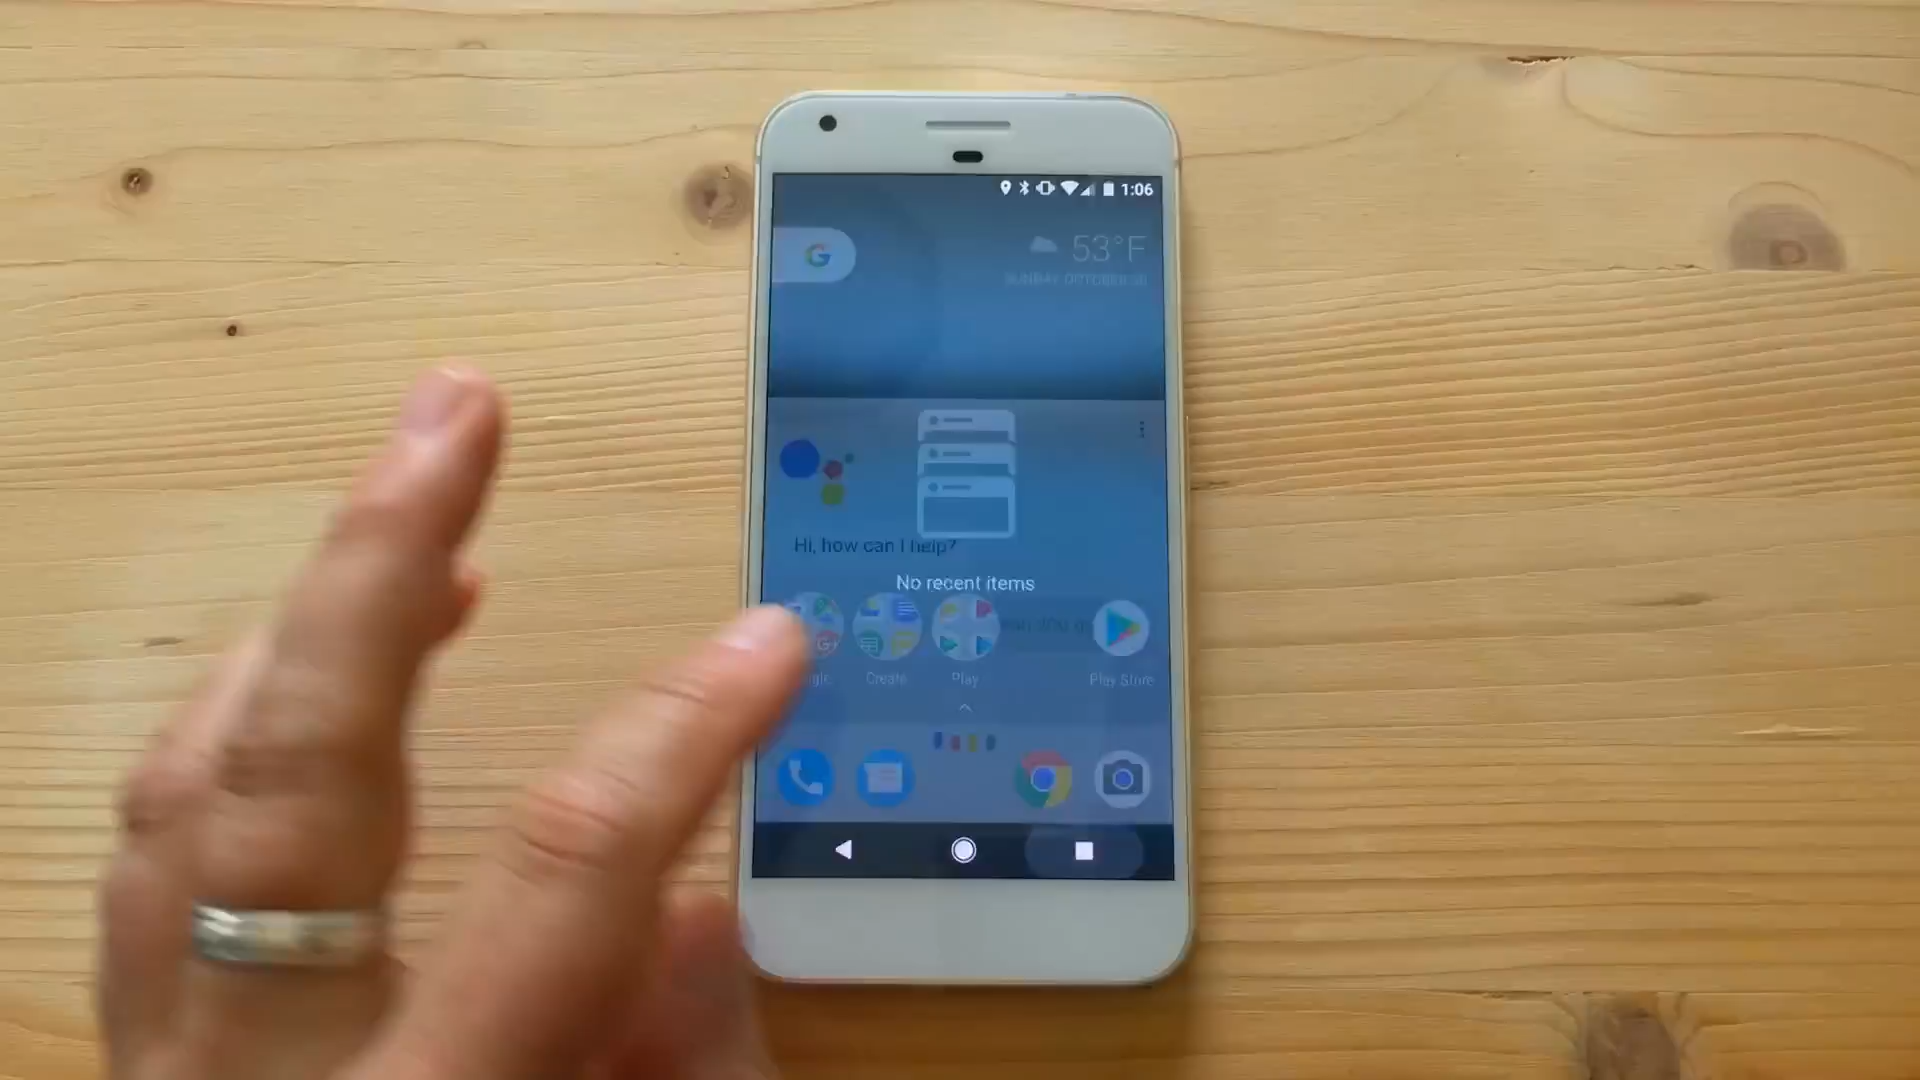 1:06
G
53°F
Hi, how can I help?
No recent items
G+
Create
Play
Play Store